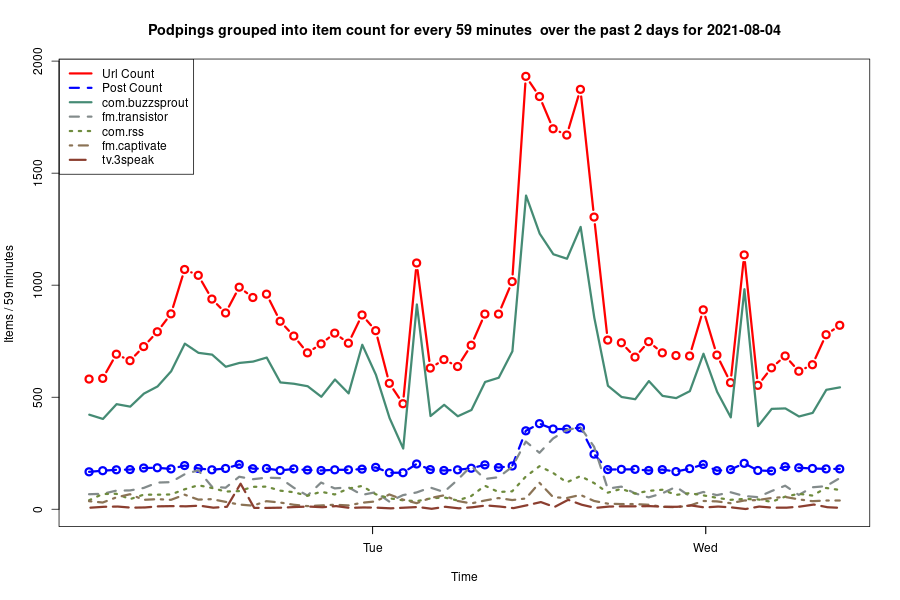 Podpings grouped into item count for every 59 minutes  over the past 2 days for 2021-08-04
Url Count
Post Count
com.buzzsprout
fm.transistor
com.rss
fm.captivate
tv.3speak
Items / 59 minutes
2000
1500
1000
500
0
Tue
Wed
Time